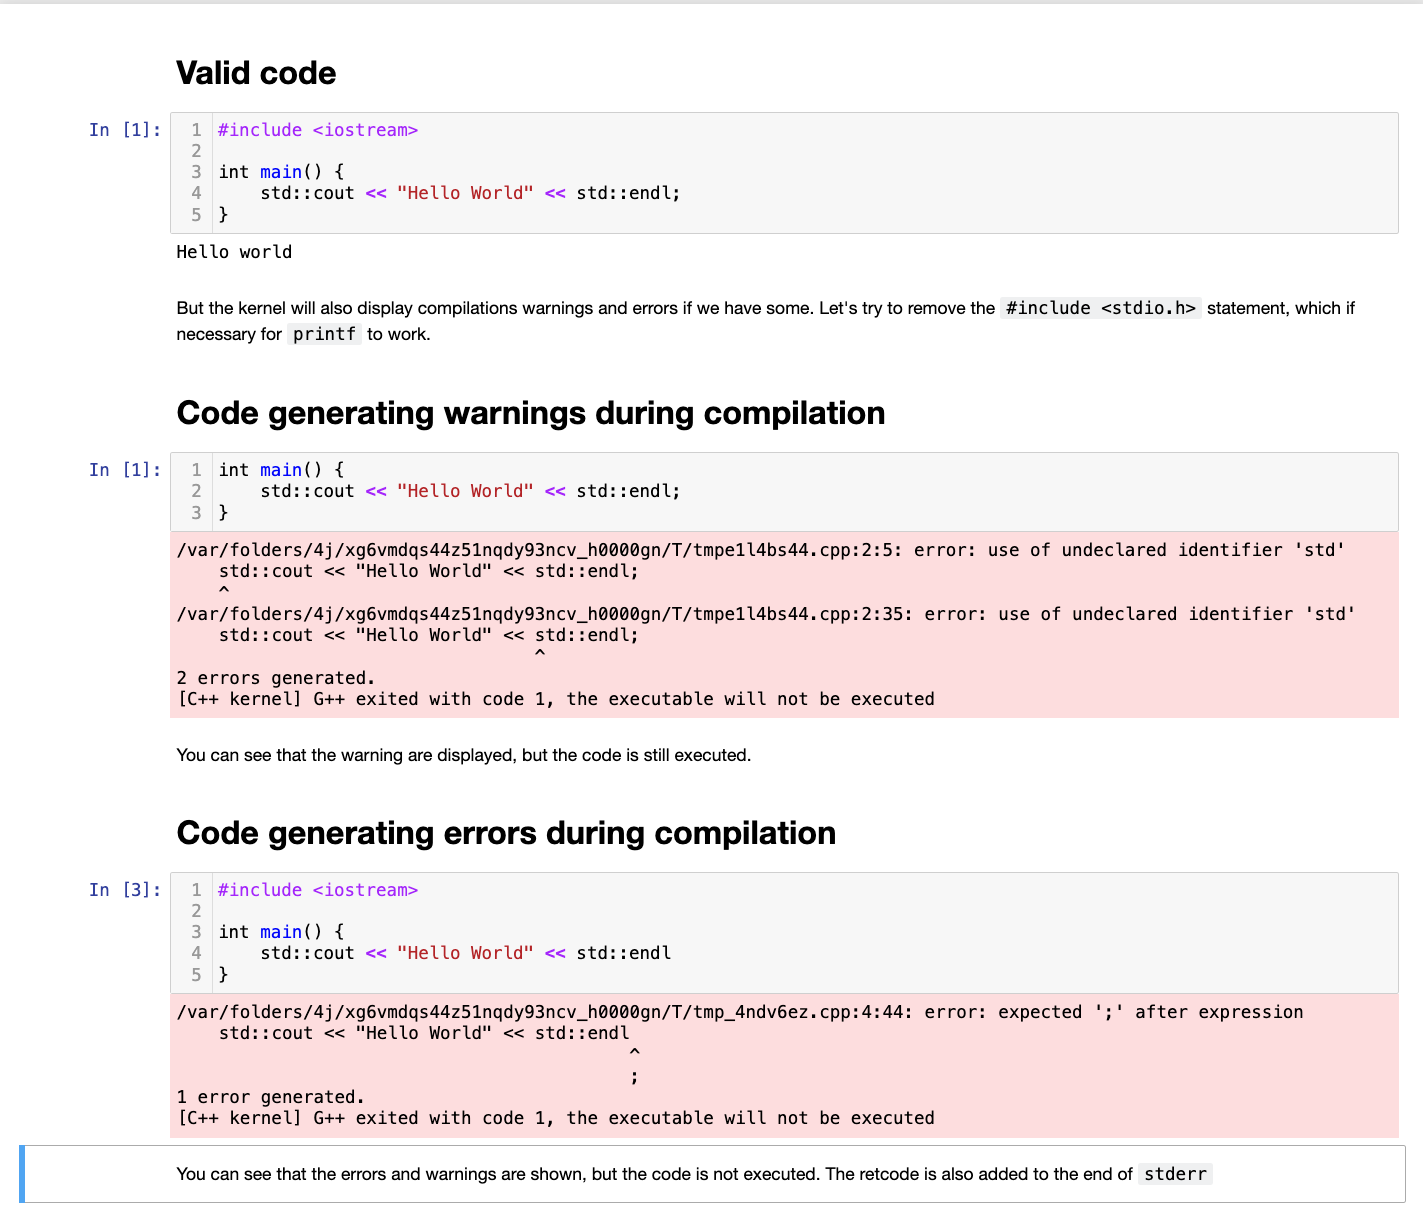 Valid code
In [1]:
1 #include <iostream>
2
3 int main() {
4     std::cout << "Hello World" << std::endl;
5 }
Hello world
But the kernel will also display compilations warnings and errors if we have some. Let's try to remove the #include <stdio.h> statement, which if
necessary for printf to work.
Code generating warnings during compilation
In [1]:
1 int main() {
2     std::cout << "Hello World" << std::endl;
3 }
/var/folders/4j/xg6vmdqs44z51nqdy93ncv_h0000gn/T/tmpe1l4bs44.cpp:2:5: error: use of undeclared identifier 'std'
    std::cout << "Hello World" << std::endl;
    ^
/var/folders/4j/xg6vmdqs44z51nqdy93ncv_h0000gn/T/tmpe1l4bs44.cpp:2:35: error: use of undeclared identifier 'std'
    std::cout << "Hello World" << std::endl;
                                  ^
2 errors generated.
[C++ kernel] G++ exited with code 1, the executable will not be executed
You can see that the warning are displayed, but the code is still executed.
Code generating errors during compilation
In [3]:
1 #include <iostream>
2
3 int main() {
4     std::cout << "Hello World" << std::endl
5 }
/var/folders/4j/xg6vmdqs44z51nqdy93ncv_h0000gn/T/tmp_4ndv6ez.cpp:4:44: error: expected ';' after expression
    std::cout << "Hello World" << std::endl
                                           ^
                                           ;
1 error generated.
[C++ kernel] G++ exited with code 1, the executable will not be executed
You can see that the errors and warnings are shown, but the code is not executed. The retcode is also added to the end of stderr